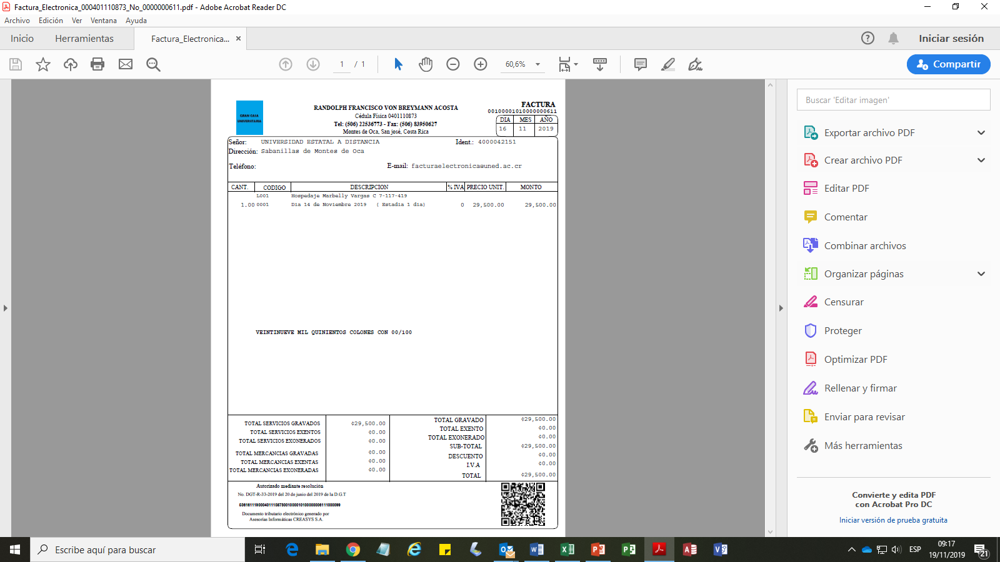 Factura_Electronica_000401110873_No_0000000611.pdf - Adobe Acrobat Reader DC
Archivo Edición Ver Ventana Ayuda
Inicio Herramientas Factura_Electronica... × Iniciar sesión
1 / 1 60,6% Compartir
GRAN CASA
UNIVERSITARIA
RANDOLPH FRANCISCO VON BREYMANN ACOSTA
Cédula Física 0401110873
Tel: (506) 22536773 - Fax: (506) 83950627
Montes de Oca, San josé, Costa Rica
FACTURA
00100001010000000611
DIA MES AÑO
16 11 2019
Señor: UNIVERSIDAD ESTATAL A DISTANCIA Ident.: 4000042151
Dirección: Sabanillas de Montes de Oca
Teléfono: E-mail: facturaelectronica@uned.ac.cr
CANT. CODIGO DESCRIPCION % IVA PRECIO UNIT. MONTO
L001 Hospedaje Marbelly Vargas C 7-117-419
1.00 0001 Dia 14 de Noviembre 2019 ( Estadia 1 dia) 0 29,500.00 29,500.00
VEINTINUEVE MIL QUINIENTOS COLONES CON 00/100
TOTAL SERVICIOS GRAVADOS ¢29,500.00
TOTAL SERVICIOS EXENTOS ¢0.00
TOTAL SERVICIOS EXONERADOS ¢0.00
TOTAL MERCANCIAS GRAVADAS ¢0.00
TOTAL MERCANCIAS EXENTAS ¢0.00
TOTAL MERCANCIAS EXONERADAS ¢0.00
TOTAL GRAVADO ¢29,500.00
TOTAL EXENTO ¢0.00
TOTAL EXONERADO ¢0.00
SUB-TOTAL ¢29,500.00
DESCUENTO ¢0.00
I.V.A ¢0.00
TOTAL ¢29,500.00
Autorizado mediante resolución
No. DGT-R-33-2019 del 20 de junio del 2019 de la D.G.T
Documento tributario electrónico generado por
Asesorías Informáticas CREASYS S.A.
Buscar 'Editar imagen'
Exportar archivo PDF
Crear archivo PDF
Editar PDF
Comentar
Combinar archivos
Organizar páginas
Censurar
Proteger
Optimizar PDF
Rellenar y firmar
Enviar para revisar
Más herramientas
Convierte y edita PDF
con Acrobat Pro DC
Iniciar versión de prueba gratuita
Escribe aquí para buscar
ESP
09:17
19/11/2019
21